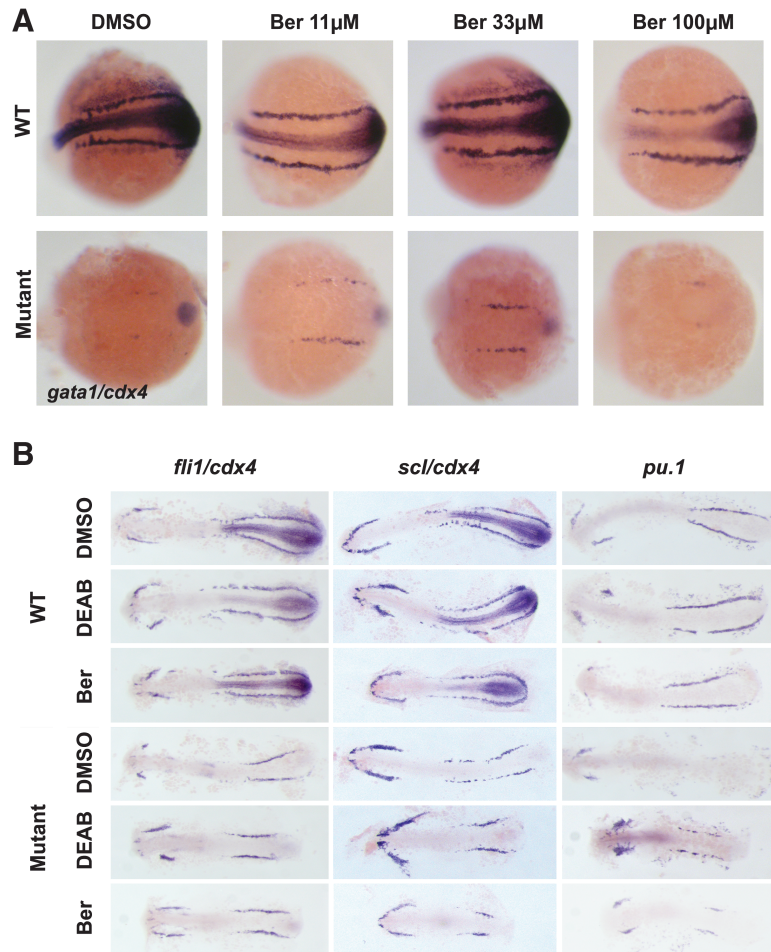 A
DMSO Ber 11µM Ber 33µM Ber 100µM
WT
Mutant
gata1/cdx4
B
fli1/cdx4 scl/cdx4 pu.1
WT
DMSO
DEAB
Ber
Mutant
DMSO
DEAB
Ber